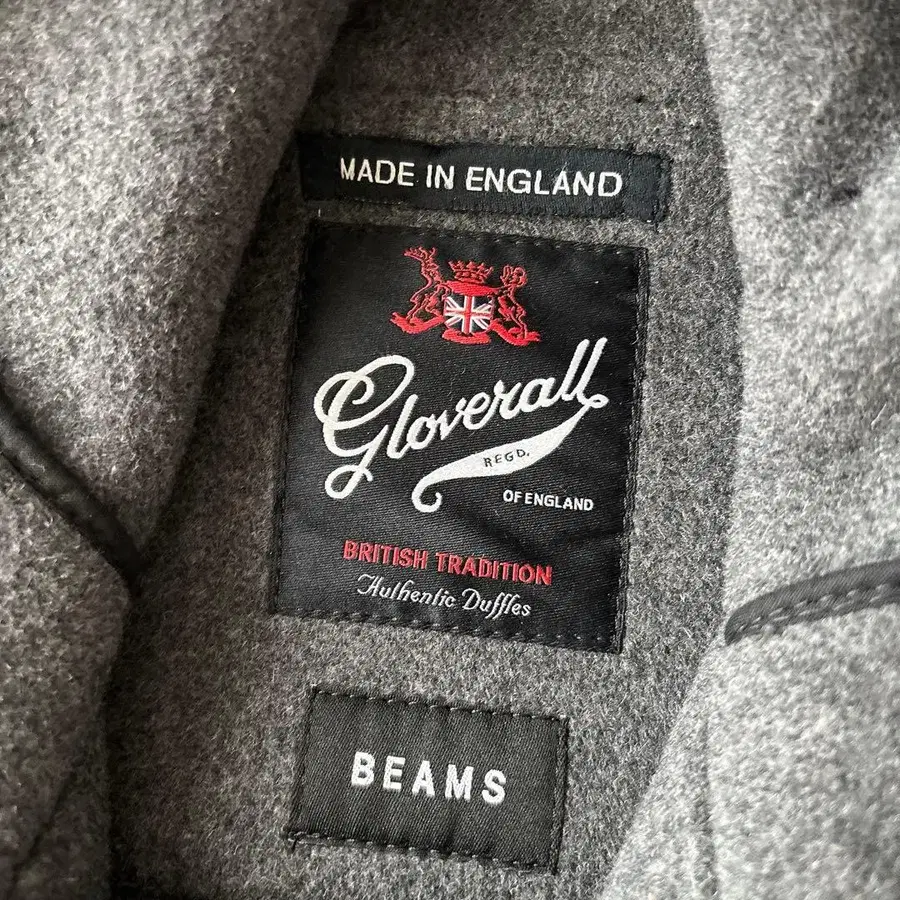 MADE IN ENGLAND
Gloverall
REGD.
OF ENGLAND
BRITISH TRADITION
Authentic Duffles
BEAMS